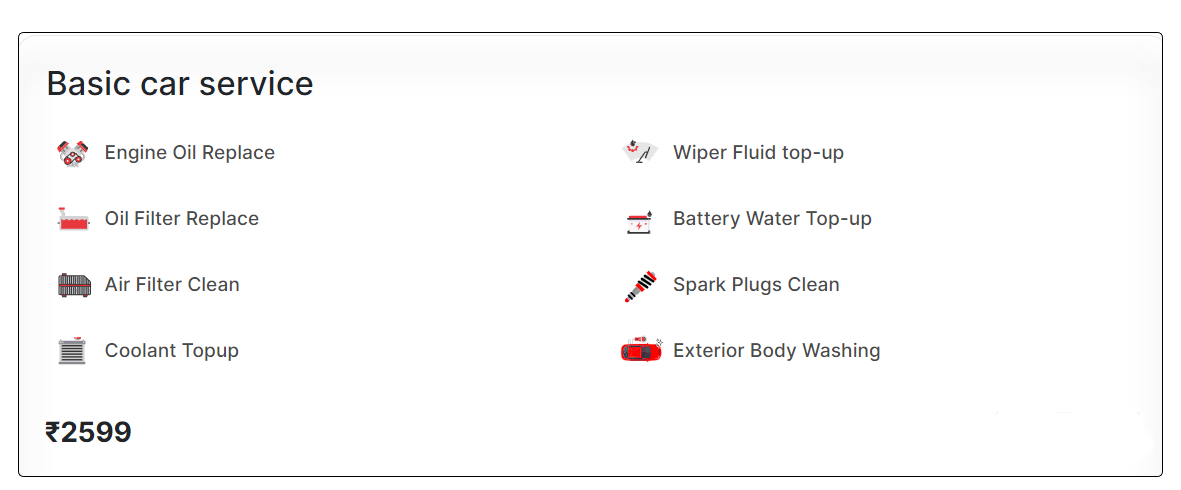 Basic car service
Engine Oil Replace
Wiper Fluid top-up
Oil Filter Replace
Battery Water Top-up
Air Filter Clean
Spark Plugs Clean
Coolant Topup
Exterior Body Washing
₹2599